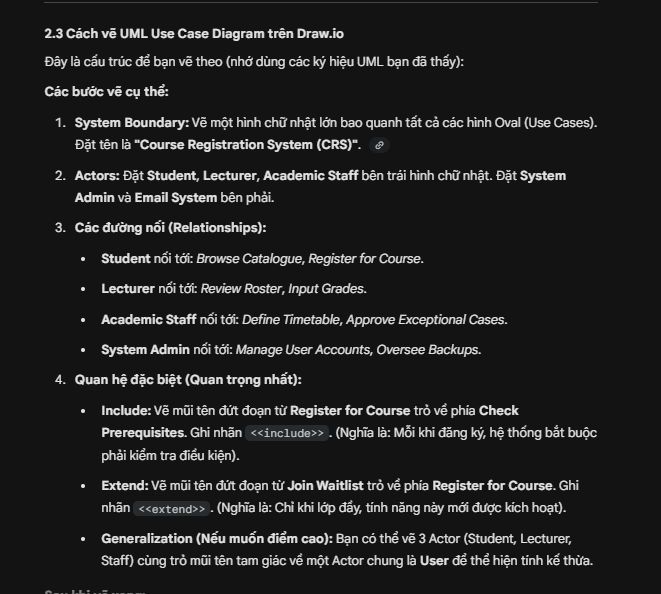 2.3 Cách vẽ UML Use Case Diagram trên Draw.io
Đây là cấu trúc để bạn vẽ theo (nhớ dùng các ký hiệu UML bạn đã thấy):
Các bước vẽ cụ thể:
1. System Boundary: Vẽ một hình chữ nhật lớn bao quanh tất cả các hình Oval (Use Cases).
Đặt tên là "Course Registration System (CRS)".
2. Actors: Đặt Student, Lecturer, Academic Staff bên trái hình chữ nhật. Đặt System
Admin và Email System bên phải.
3. Các đường nối (Relationships):
• Student nối tới: Browse Catalogue, Register for Course.
• Lecturer nối tới: Review Roster, Input Grades.
• Academic Staff nối tới: Define Timetable, Approve Exceptional Cases.
• System Admin nối tới: Manage User Accounts, Oversee Backups.
4. Quan hệ đặc biệt (Quan trọng nhất):
• Include: Vẽ mũi tên đứt đoạn từ Register for Course trỏ về phía Check
Prerequisites. Ghi nhãn <<include>>. (Nghĩa là: Mỗi khi đăng ký, hệ thống bắt buộc
phải kiểm tra điều kiện).
• Extend: Vẽ mũi tên đứt đoạn từ Join Waitlist trỏ về phía Register for Course. Ghi
nhãn <<extend>>. (Nghĩa là: Chỉ khi lớp đầy, tính năng này mới được kích hoạt).
• Generalization (Nếu muốn điểm cao): Bạn có thể vẽ 3 Actor (Student, Lecturer,
Staff) cùng trỏ mũi tên tam giác về một Actor chung là User để thể hiện tính kế thừa.